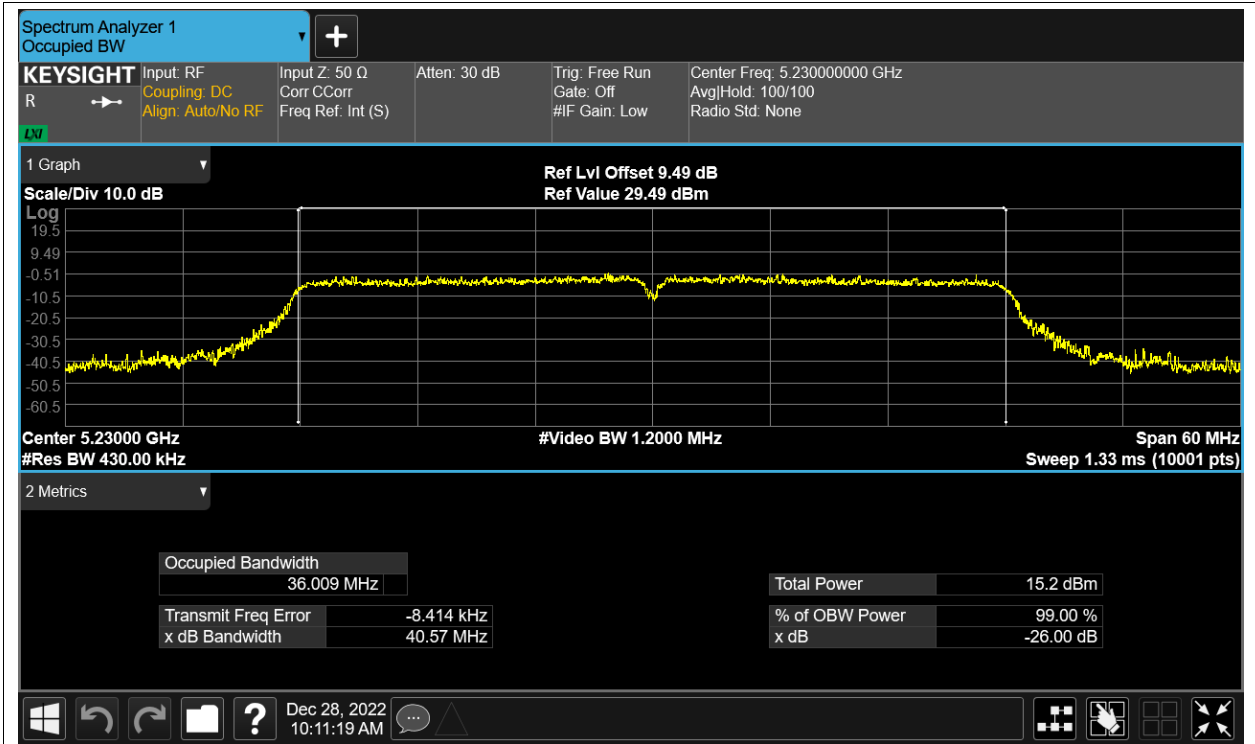 Spectrum Analyzer 1
Occupied BW
KEYSIGHT
R
LXI
Input: RF
Coupling: DC
Align: Auto/No RF
Input Z: 50 Ω
Corr CCorr
Freq Ref: Int (S)
Atten: 30 dB
Trig: Free Run
Gate: Off
#IF Gain: Low
Center Freq: 5.230000000 GHz
Avg|Hold: 100/100
Radio Std: None
1 Graph
Scale/Div 10.0 dB
Ref Lvl Offset 9.49 dB
Ref Value 29.49 dBm
Log
19.5
9.49
-0.51
-10.5
-20.5
-30.5
-40.5
-50.5
-60.5
Center 5.23000 GHz
#Res BW 430.00 kHz
#Video BW 1.2000 MHz
Span 60 MHz
Sweep 1.33 ms (10001 pts)
2 Metrics
Occupied Bandwidth
36.009 MHz
Transmit Freq Error -8.414 kHz
x dB Bandwidth 40.57 MHz
Total Power 15.2 dBm
% of OBW Power 99.00 %
x dB -26.00 dB
?
Dec 28, 2022
10:11:19 AM